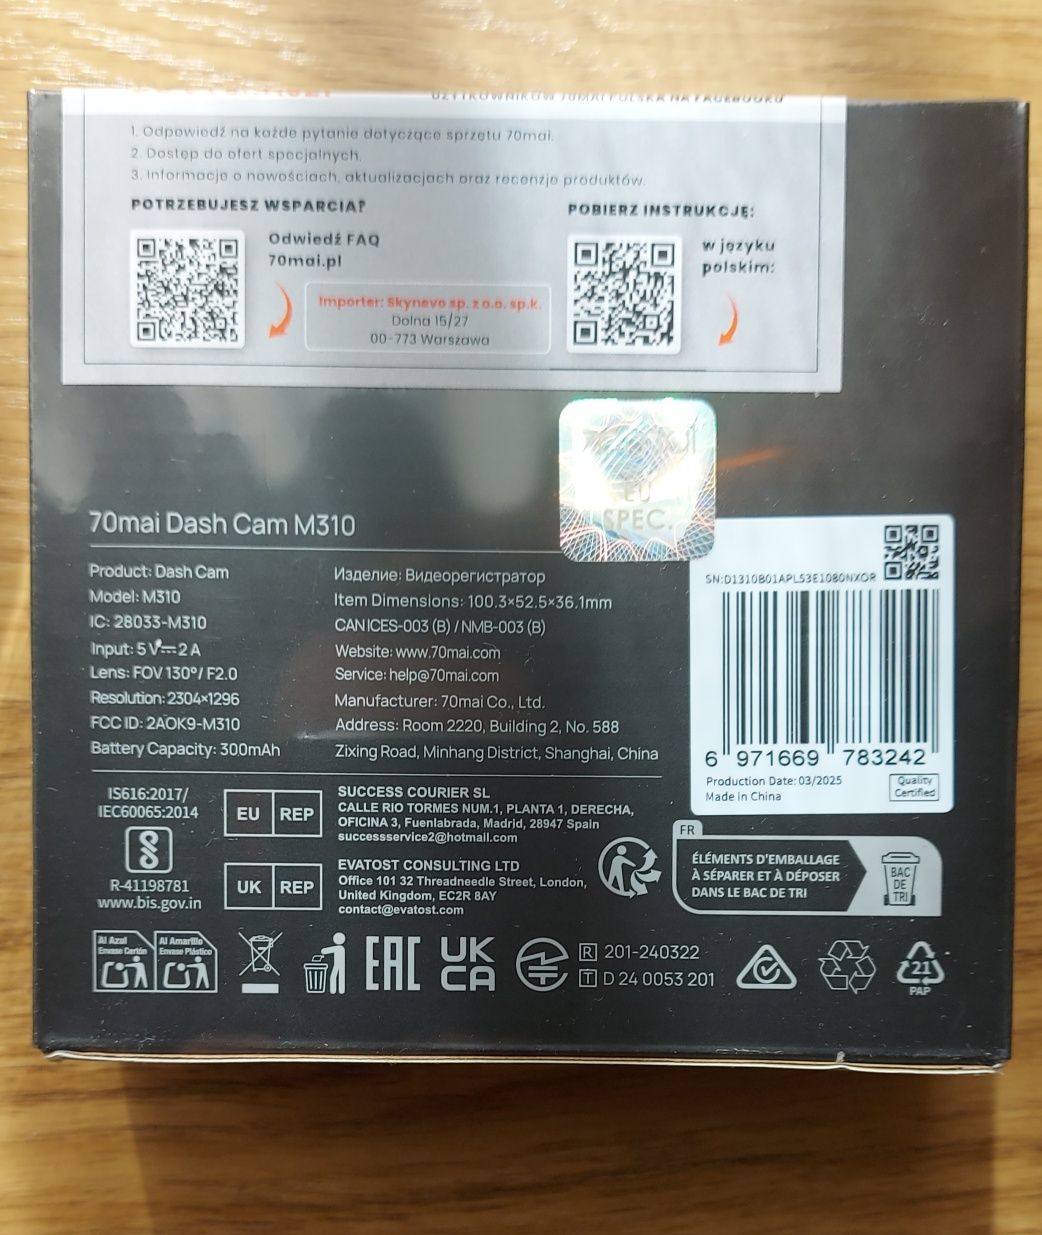 UŻYTKOWNIKÓW 70MAI POLSKA NA FACEBOOKU
1. Odpowiedź na każde pytanie dotyczące sprzętu 70mai.
2. Dostęp do ofert specjalnych.
3. Informacje o nowościach, aktualizacjach oraz recenzje produktów.
POTRZEBUJESZ WSPARCIA?
Odwiedź FAQ
70mai.pl
Importer: Skynevo sp. z o.o. sp.k.
Dolna 15/27
00-773 Warszawa
POBIERZ INSTRUKCJĘ:
w języku
polskim:
EU
SPEC.
70mai Dash Cam M310
Product: Dash Cam
Model: M310
IC: 28033-M310
Input: 5 V⎓2 A
Lens: FOV 130°/ F2.0
Resolution: 2304×1296
FCC ID: 2AOK9-M310
Battery Capacity: 300mAh
Изделие: Видеорегистратор
Item Dimensions: 100.3×52.5×36.1mm
CAN ICES-003 (B) / NMB-003 (B)
Website: www.70mai.com
Service: help@70mai.com
Manufacturer: 70mai Co., Ltd.
Address: Room 2220, Building 2, No. 588
Zixing Road, Minhang District, Shanghai, China
SN:D1310B01APL53E1080NXOR
6 971669 783242
Production Date: 03/2025
Made in China
Quality
Certified
IS616:2017/
IEC60065:2014
R-41198781
www.bis.gov.in
EU REP
SUCCESS COURIER SL
CALLE RIO TORMES NUM.1, PLANTA 1, DERECHA,
OFICINA 3, Fuenlabrada, Madrid, 28947 Spain
successservice2@hotmail.com
UK REP
EVATOST CONSULTING LTD
Office 101 32 Threadneedle Street, London,
United Kingdom, EC2R 8AY
contact@evatost.com
FR
ÉLÉMENTS D'EMBALLAGE
À SÉPARER ET À DÉPOSER
DANS LE BAC DE TRI
BAC
DE
TRI
Al Azul
Envase Cartón
Al Amarillo
Envase Plástico
EAC
UK
CA
R 201-240322
T D 24 0053 201
21
PAP